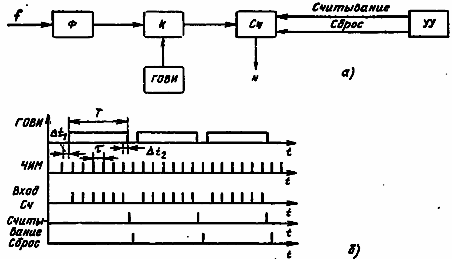 f
Ф
К
Сч
Считывание
Сброс
УУ
ГОВИ
N
а)
ГОВИ
T
Δt₁
τ
Δt₂
t
ЧИМ
t
Вход
Сч
t
Считы-
вание
t
Сброс
t
б)